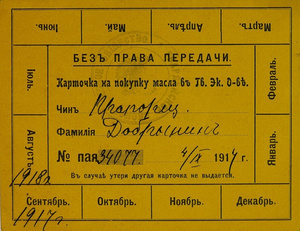 Іюнь.
Май.
Апрѣль.
Мартъ.
Іюль.
Февраль.
БЕЗЪ ПРАВА ПЕРЕДАЧИ.
Карточка на покупку масла въ Гв. Эк. О-вѣ.
Чинъ Прапорщ.
Фамилія Добрынинъ
№ пая 34077 4/IX 1917 г.
Въ случаѣ утери другая карточка не выдается.
Августъ.
Январь.
1918 г.
Сентябрь.
Октябрь.
Ноябрь.
Декабрь.
1917 г.